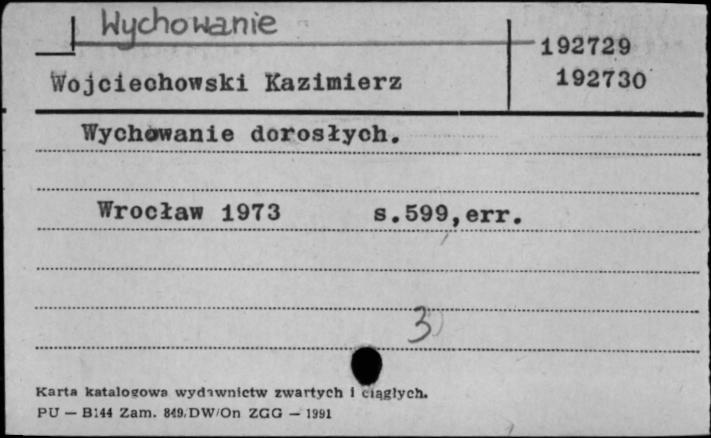 Wychowanie
192729
Wojciechowski Kazimierz 192730
Wychowanie dorosłych.
Wrocław 1973 s.599,err.
3
Karta katalogowa wydawnictw zwartych i ciągłych.
PU — B144 Zam. 849/DW/On ZGG — 1991